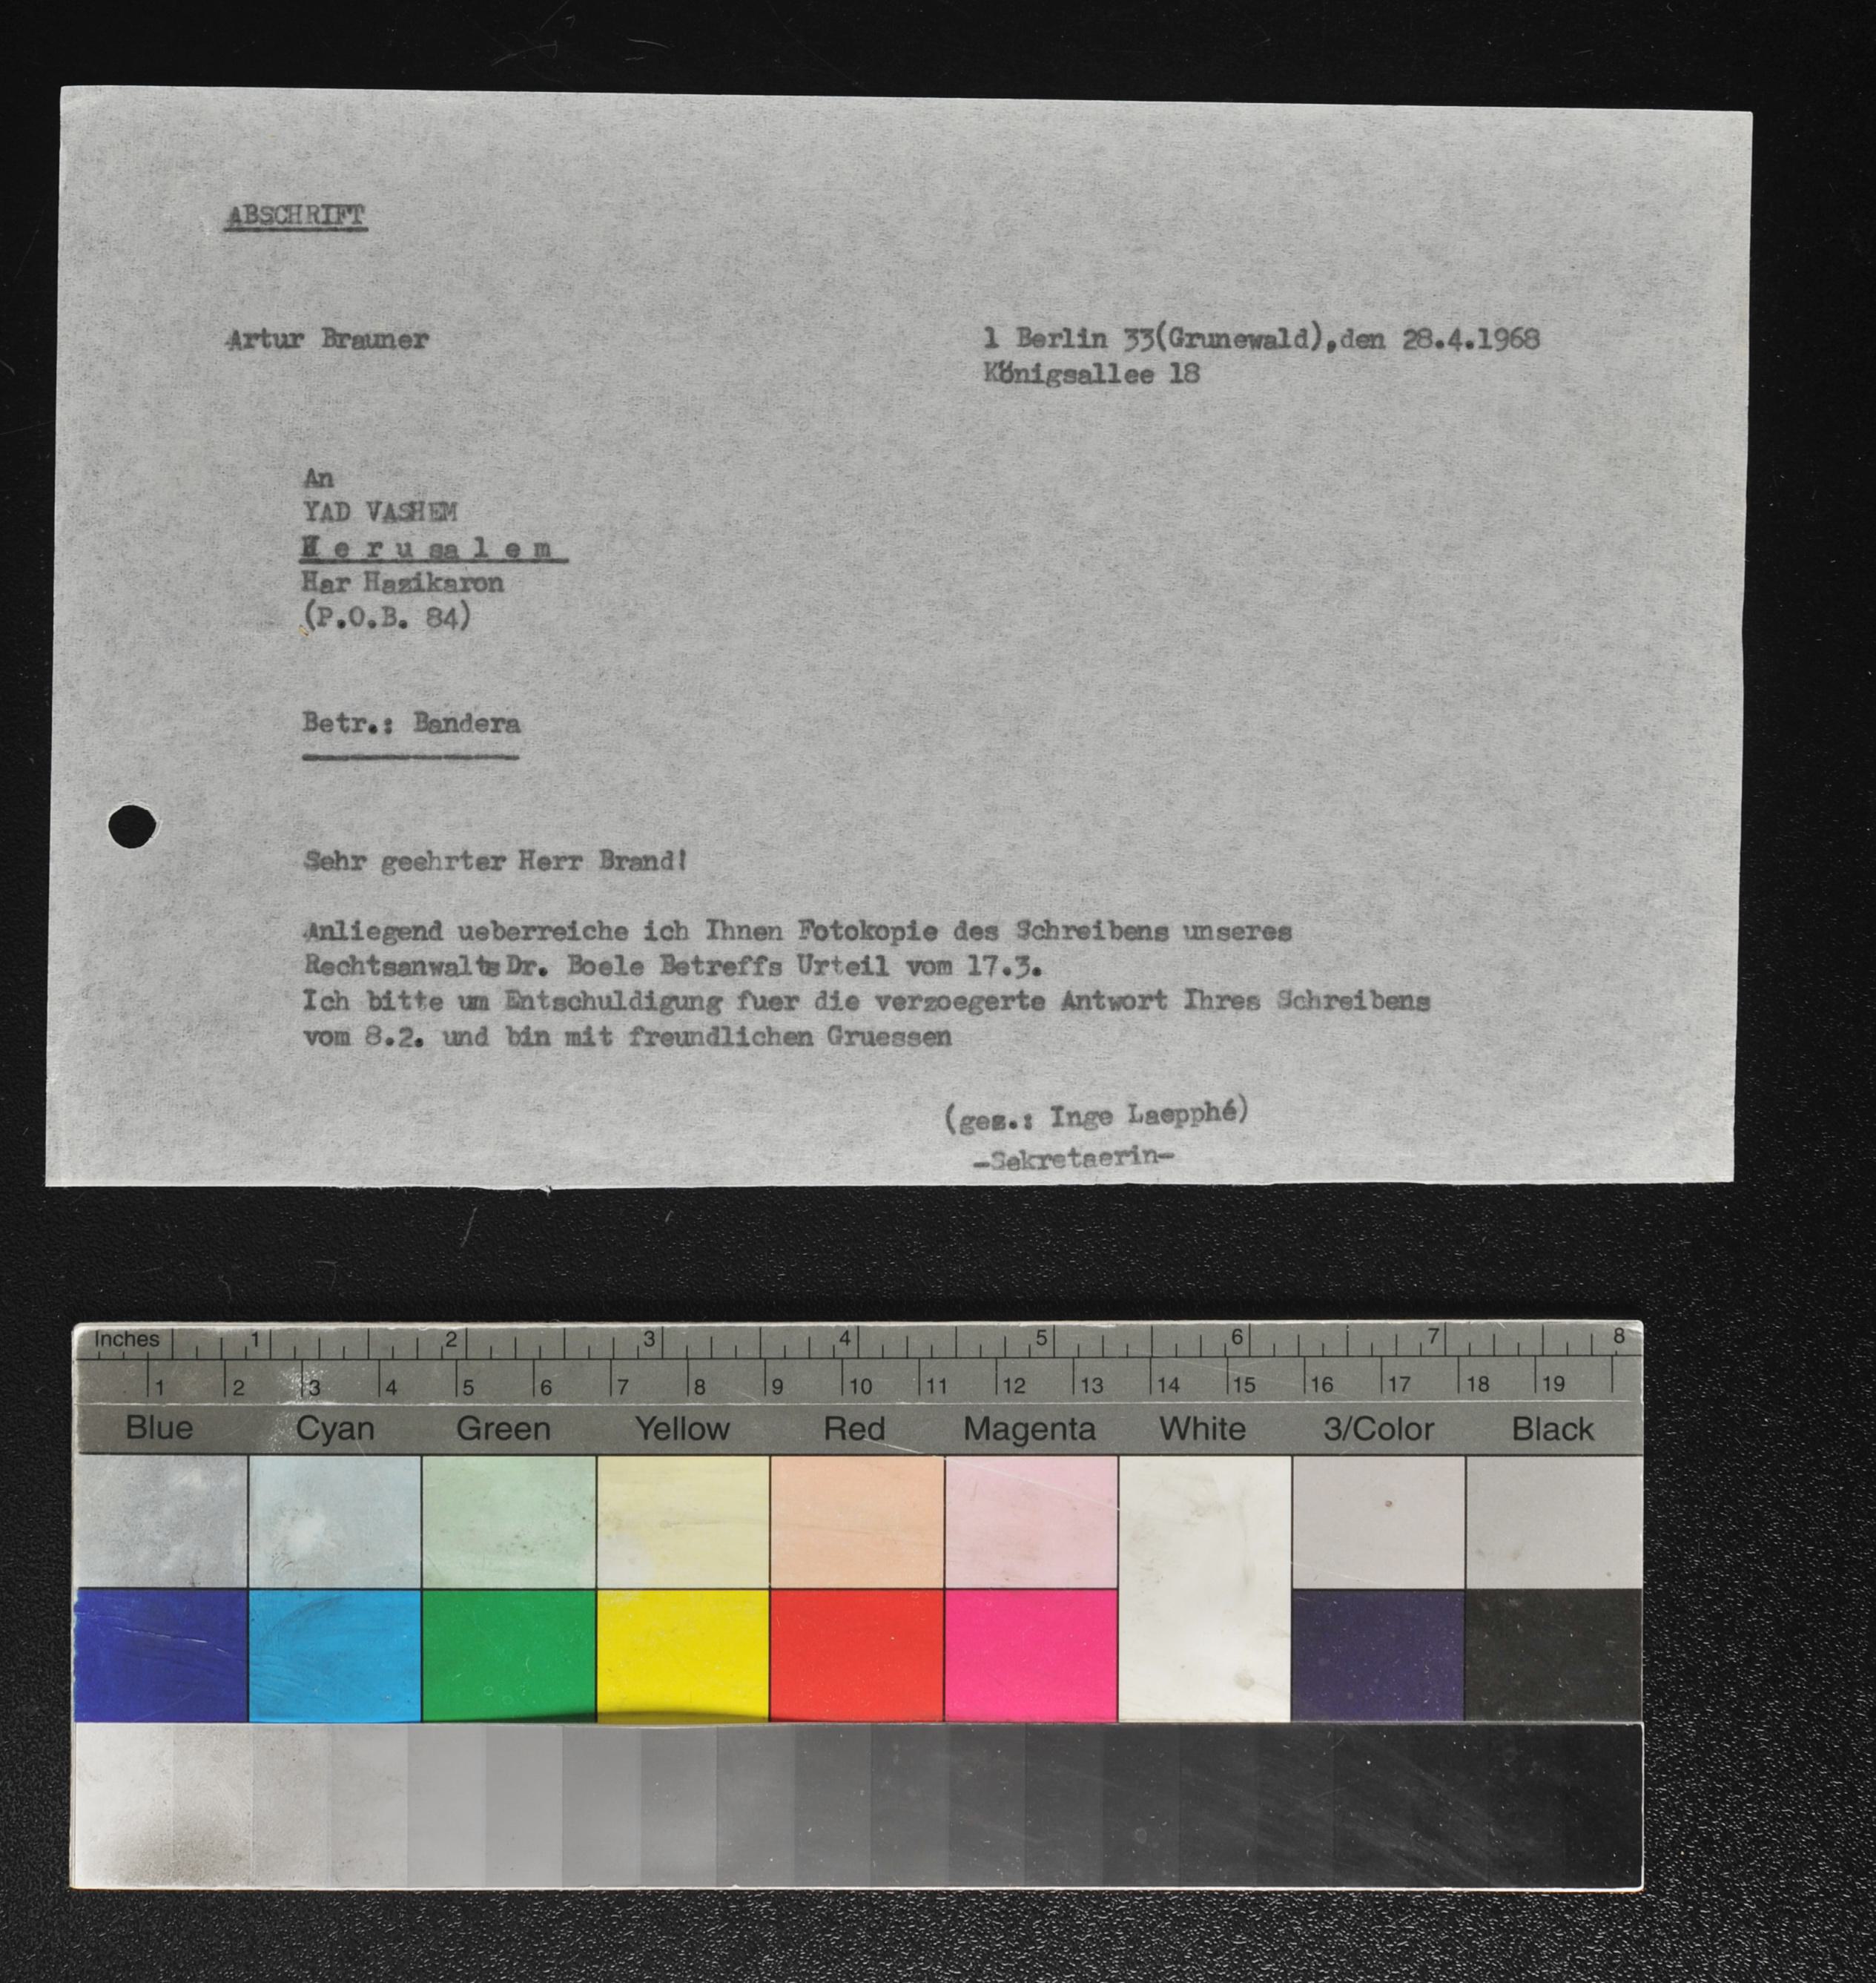 ABSCHRIFT
Artur Brauner
1 Berlin 33(Grunewald),den 28.4.1968
Königsallee 18
An
YAD VASHEM
Jerusalem
Har Hazikaron
(P.O.B. 84)
Betr.: Bandera
Sehr geehrter Herr Brand!
Anliegend ueberreiche ich Ihnen Fotokopie des Schreibens unseres
Rechtsanwalts Dr. Boele Betreffs Urteil vom 17.3.
Ich bitte um Entschuldigung fuer die verzoegerte Antwort Ihres Schreibens
vom 8.2. und bin mit freundlichen Gruessen
(gez.: Inge Laepphé)
-Sekretaerin-
Inches 1 2 3 4 5 6 7 8
1 2 3 4 5 6 7 8 9 10 11 12 13 14 15 16 17 18 19
Blue Cyan Green Yellow Red Magenta White 3/Color Black